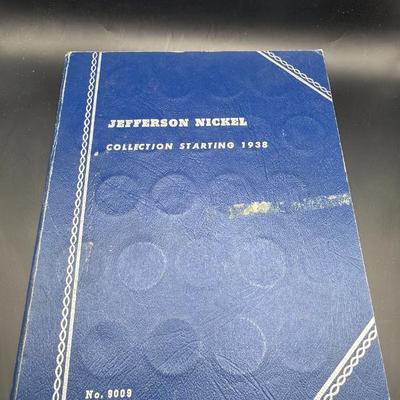 JEFFERSON NICKEL
COLLECTION STARTING 1938
No. 9009